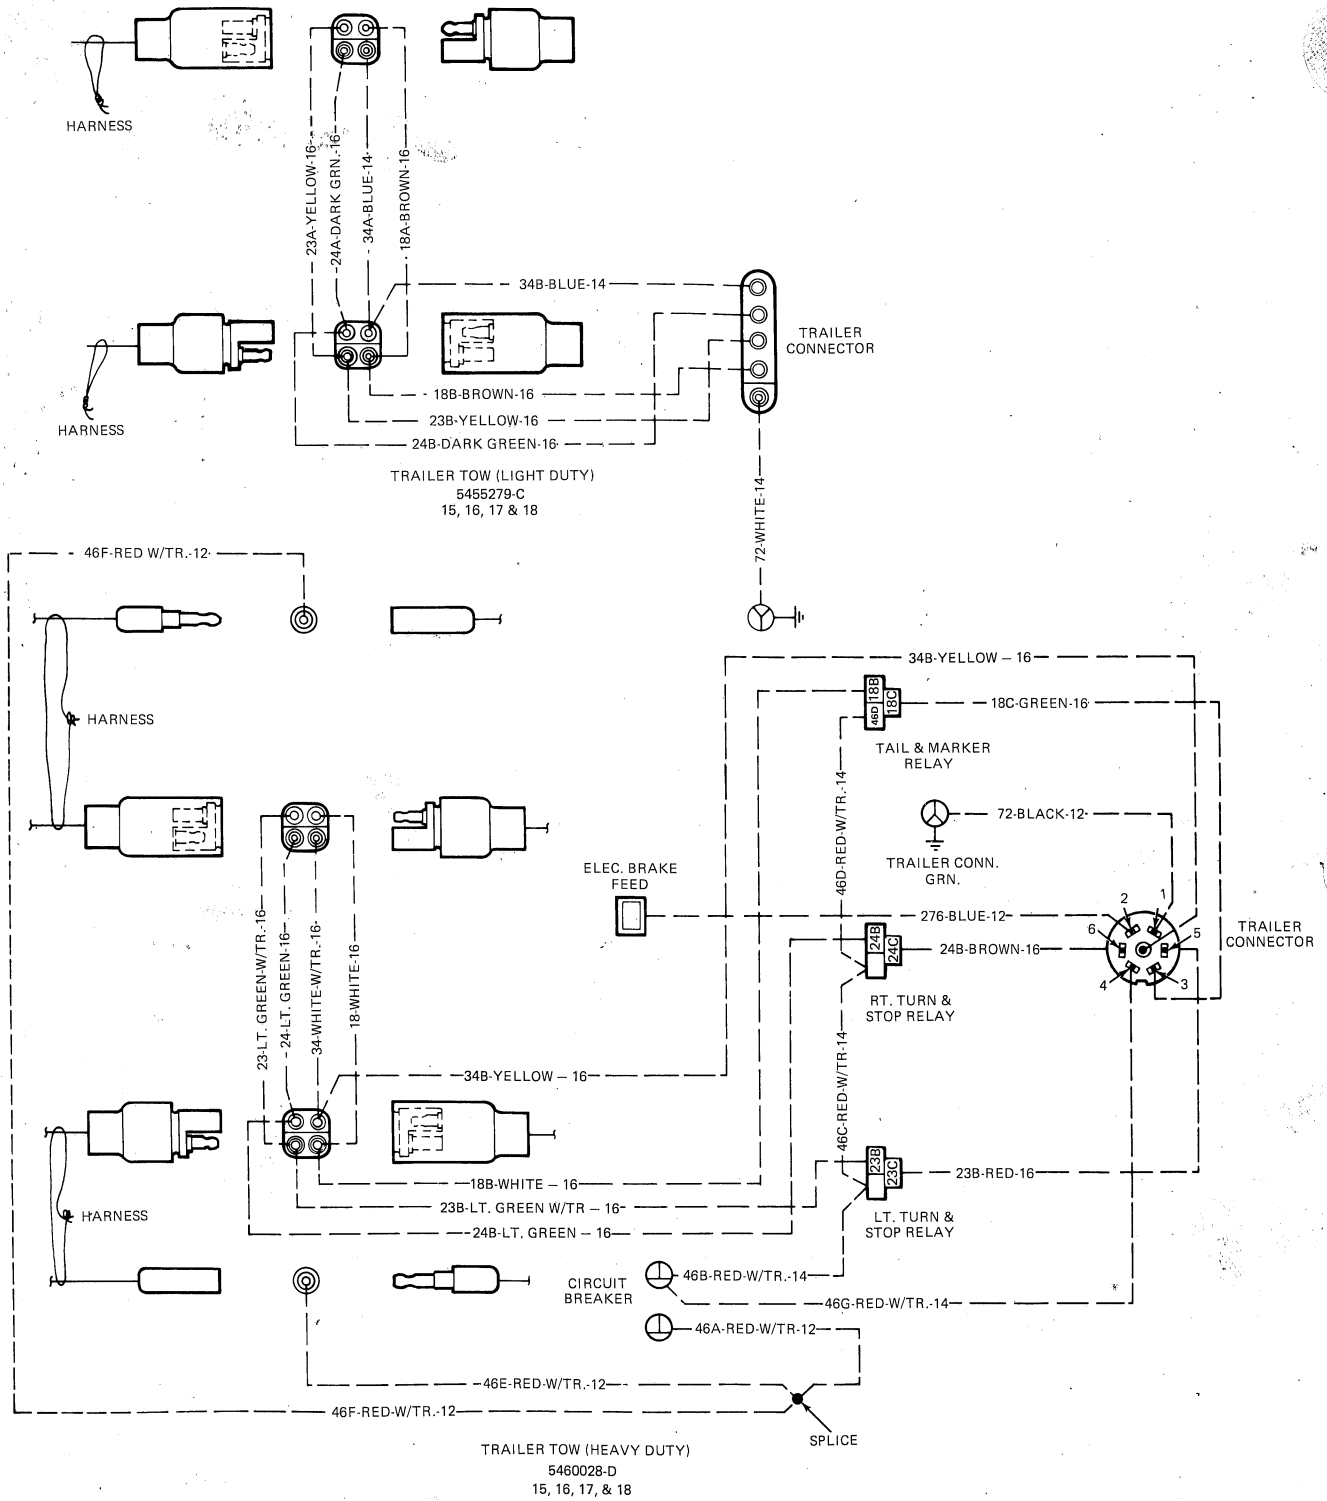 HARNESS
23A-YELLOW-16
24A-DARK GRN.-16
34A-BLUE-14
18A-BROWN-16
34B-BLUE-14
TRAILER
CONNECTOR
18B-BROWN-16
23B-YELLOW-16
24B-DARK GREEN-16
HARNESS
TRAILER TOW (LIGHT DUTY)
5455279-C
15, 16, 17 & 18
72-WHITE-14
46F-RED W/TR.-12
HARNESS
34B-YELLOW – 16
18B
46D
18C
18C-GREEN-16
TAIL & MARKER
RELAY
46D-RED-W/TR.-14
72-BLACK-12
TRAILER CONN.
GRN.
ELEC. BRAKE
FEED
276-BLUE-12
24B
24C
24B-BROWN-16
RT. TURN &
STOP RELAY
2
1
6
5
4
3
TRAILER
CONNECTOR
23-LT. GREEN-W/TR.-16
24-LT. GREEN-16
34-WHITE-W/TR.-16
18-WHITE-16
46C-RED-W/TR-14
34B-YELLOW – 16
23B
23C
23B-RED-16
LT. TURN &
STOP RELAY
18B-WHITE – 16
23B-LT. GREEN W/TR – 16
24B-LT. GREEN – 16
HARNESS
CIRCUIT
BREAKER
46B-RED-W/TR.-14
46G-RED-W/TR.-14
46A-RED-W/TR-12
46E-RED-W/TR.-12
46F-RED-W/TR.-12
SPLICE
TRAILER TOW (HEAVY DUTY)
5460028-D
15, 16, 17, & 18